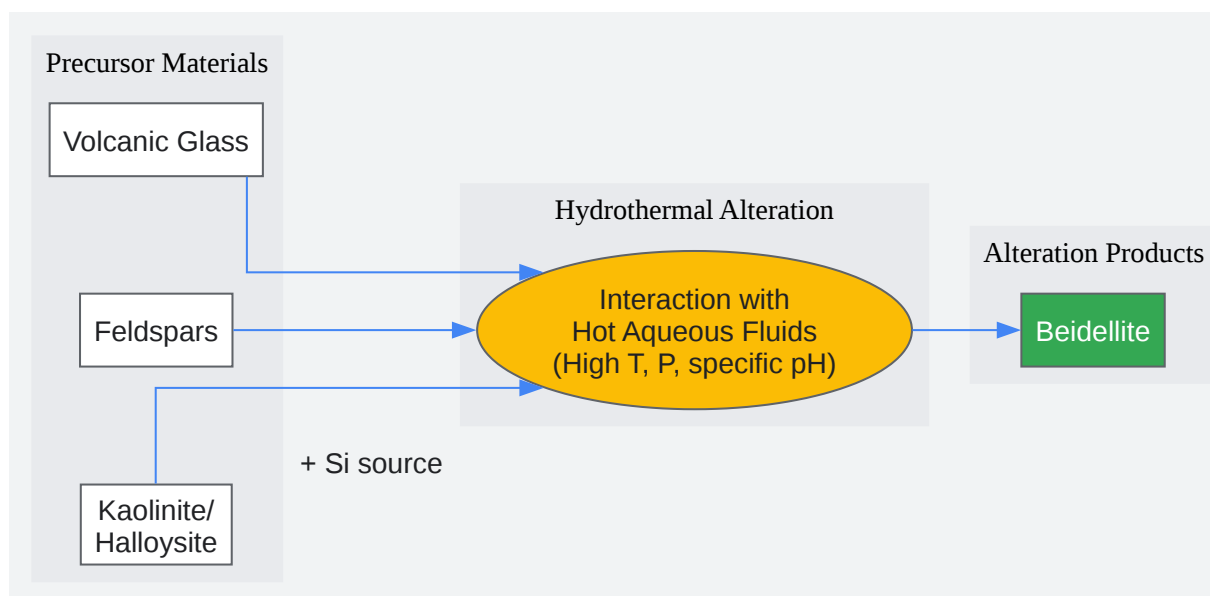 Precursor Materials
Volcanic Glass
Feldspars
Kaolinite/
Halloysite
+ Si source
Hydrothermal Alteration
Interaction with
Hot Aqueous Fluids
(High T, P, specific pH)
Alteration Products
Beidellite